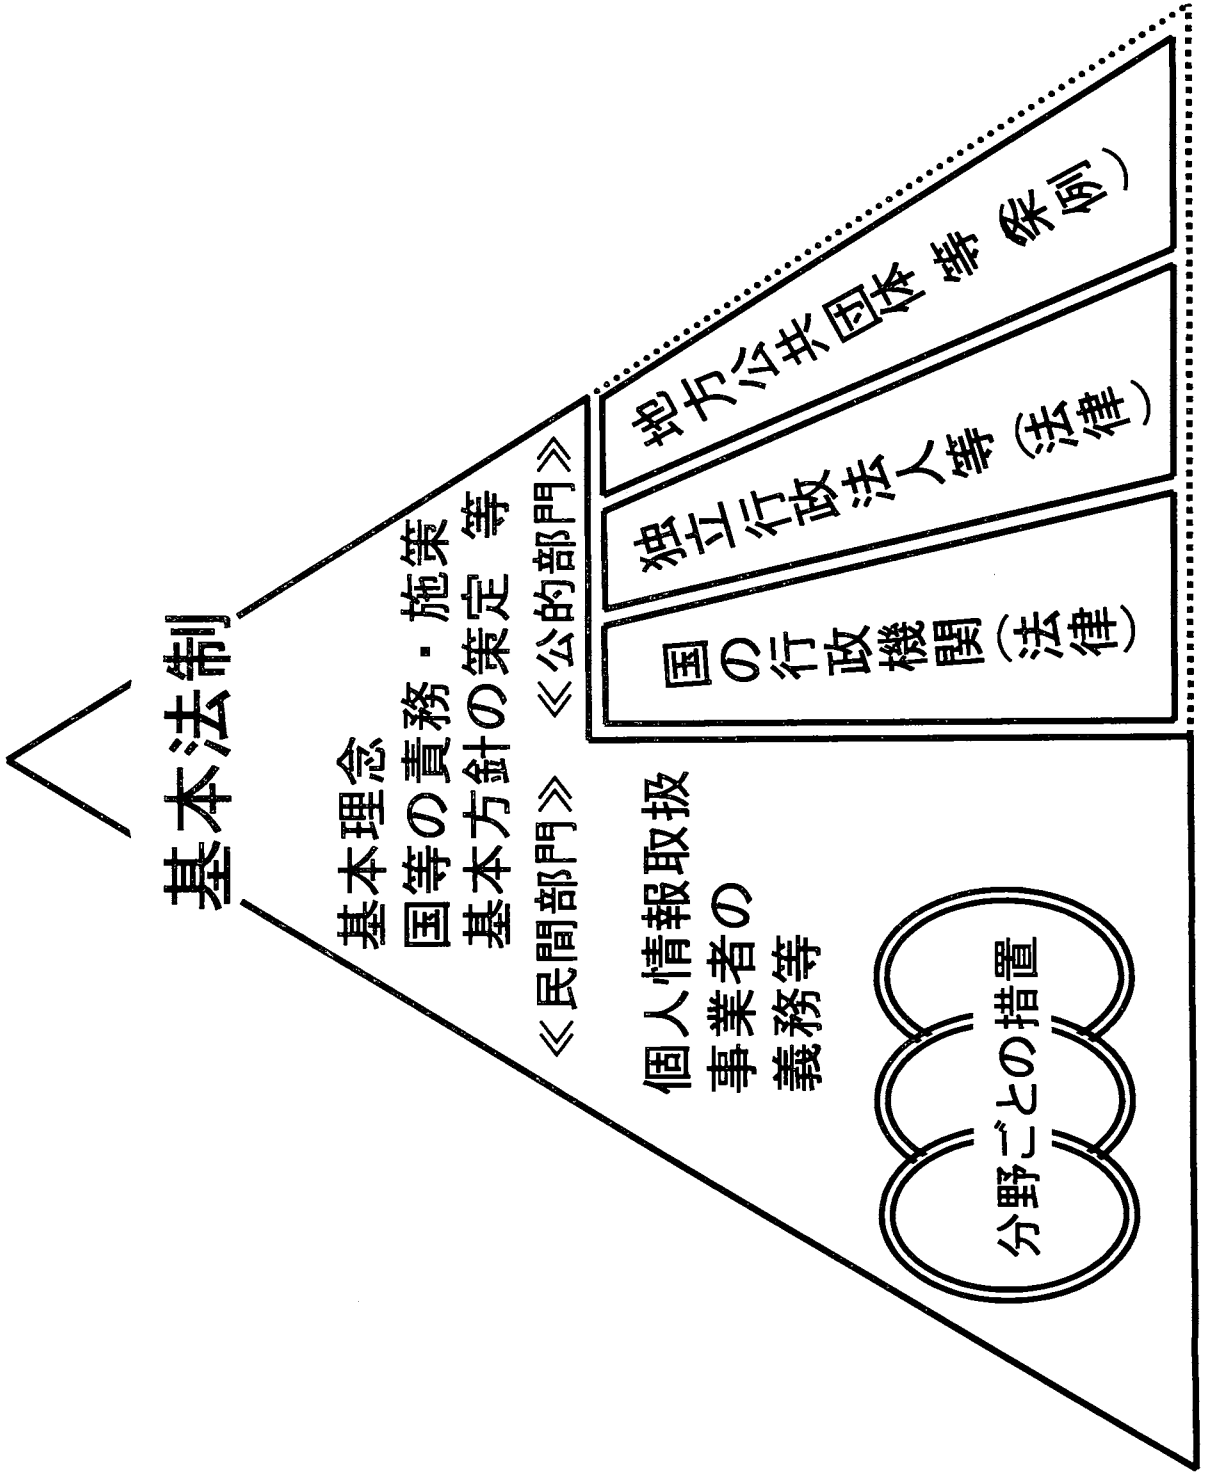 基本法制
基本理念
国等の責務・施策
基本方針の策定 等
≪民間部門≫ ≪公的部門≫
個人情報取扱
事業者の
義務等
分野ごとの措置
国の行政機関（法律）
独立行政法人等（法律）
地方公共団体等（条例）